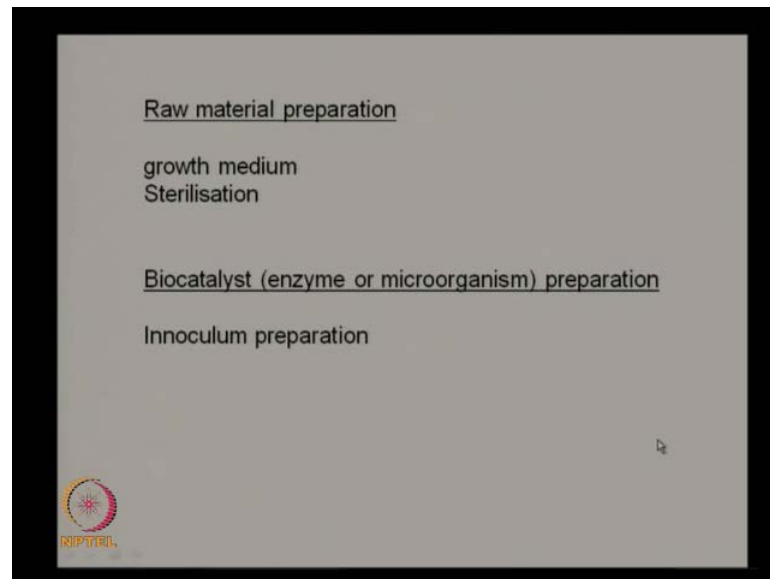 Raw material preparation
growth medium
Sterilisation
Biocatalyst (enzyme or microorganism) preparation
Innoculum preparation
NPTEL